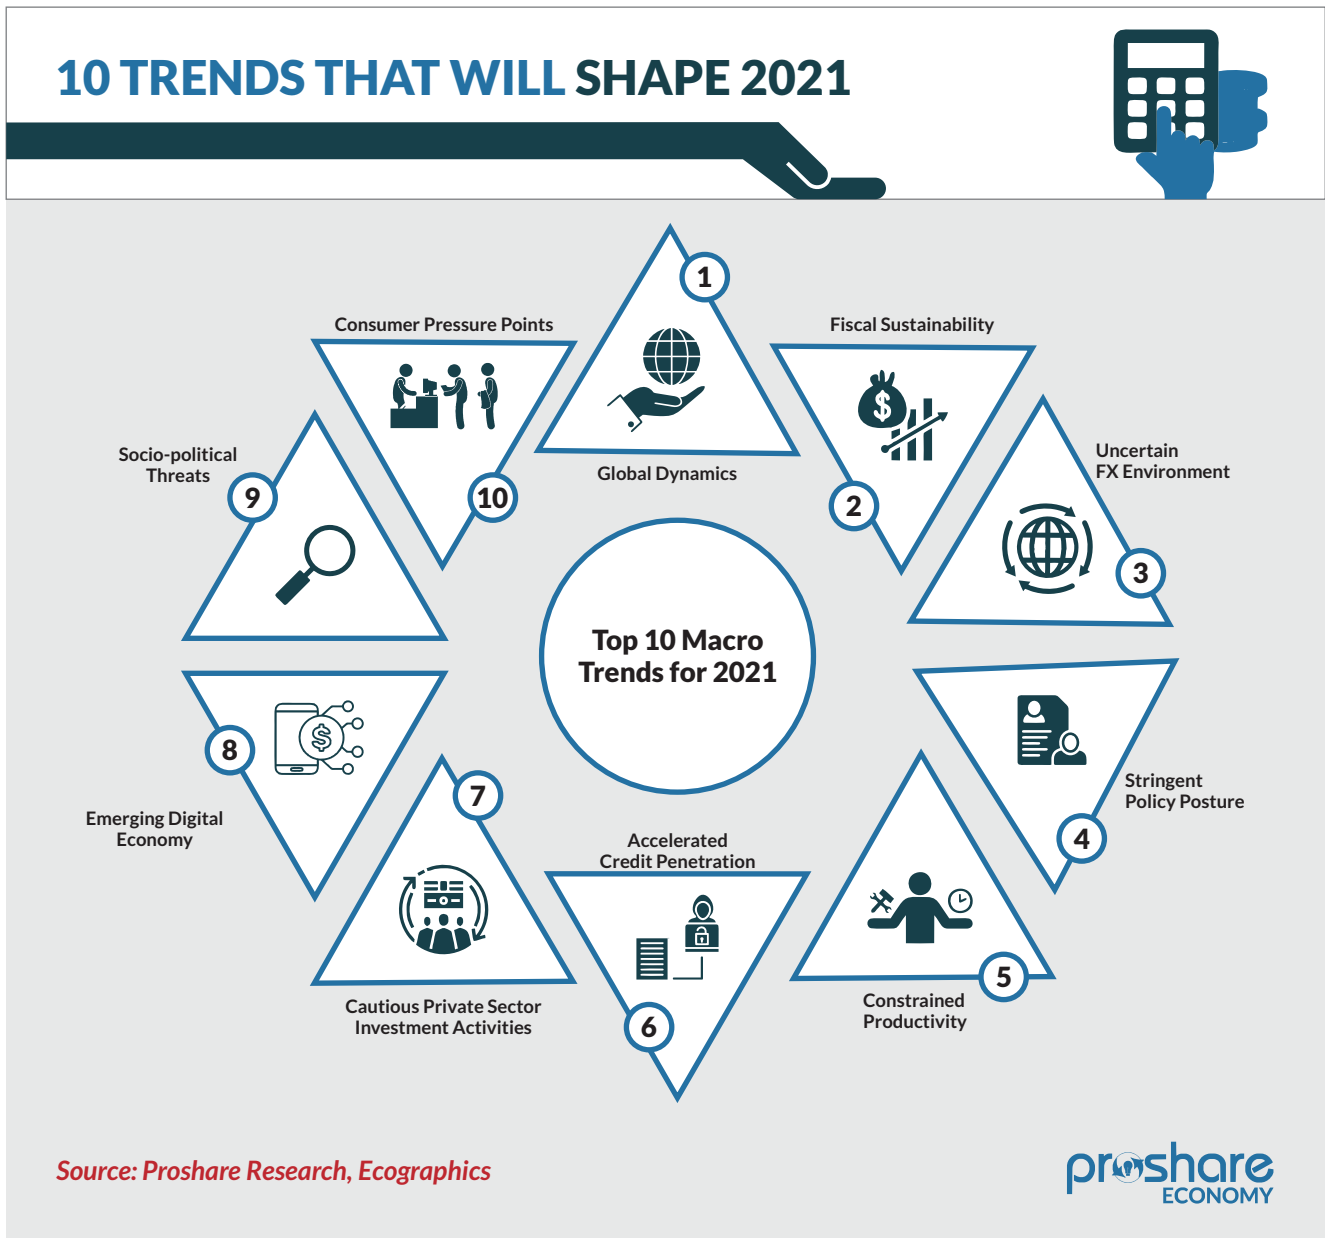 10 TRENDS THAT WILL SHAPE 2021
1
Global Dynamics
Fiscal Sustainability
$
2
Uncertain
FX Environment
3
Stringent
Policy Posture
4
5
Constrained
Productivity
Accelerated
Credit Penetration
6
7
Cautious Private Sector
Investment Activities
8
$
Emerging Digital
Economy
Socio-political
Threats
9
Consumer Pressure Points
10
Top 10 Macro
Trends for 2021
Source: Proshare Research, Ecographics
proshare
ECONOMY